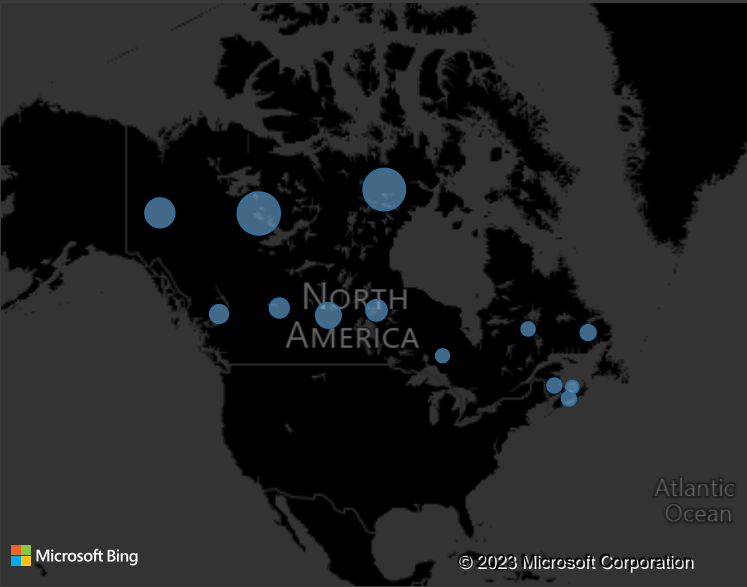 NORTH
AMERICA
Atlantic
Ocean
Microsoft Bing
© 2023 Microsoft Corporation